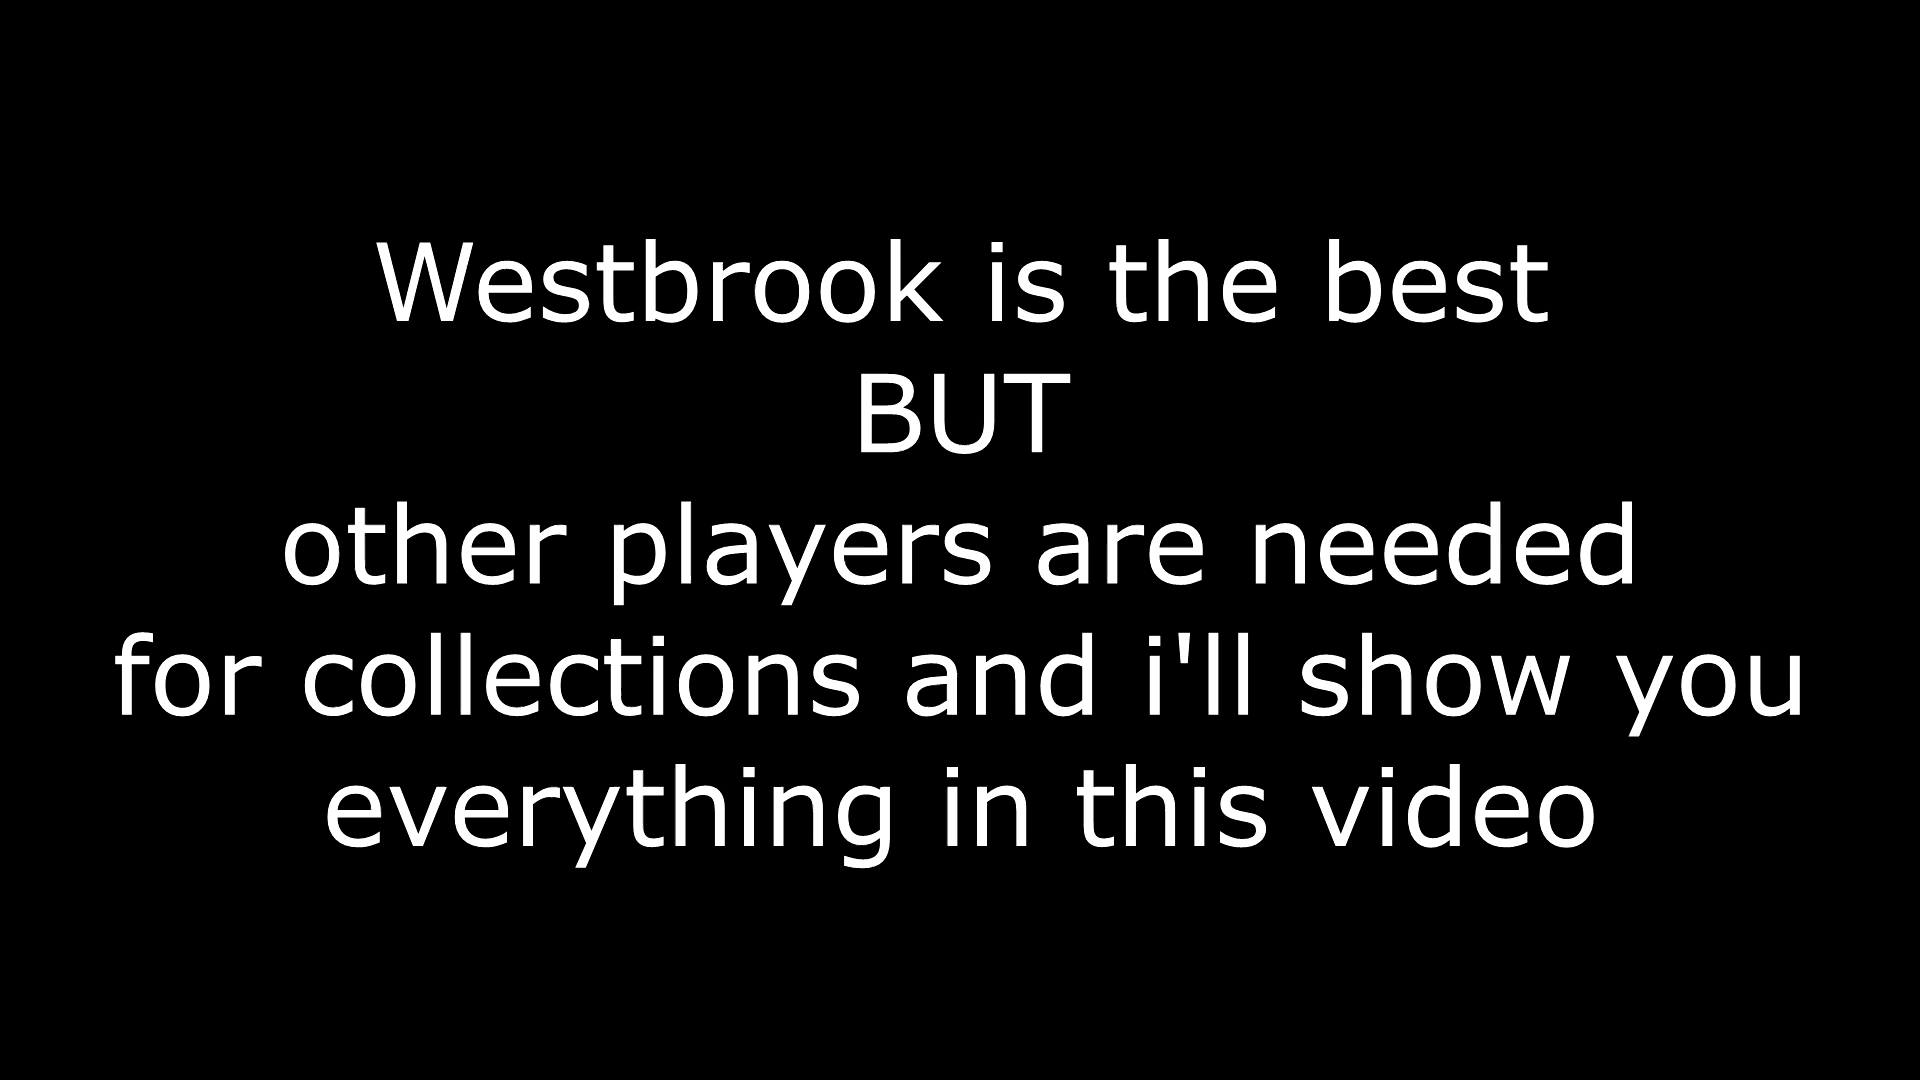 Westbrook is the best
BUT
other players are needed
for collections and i'll show you
everything in this video